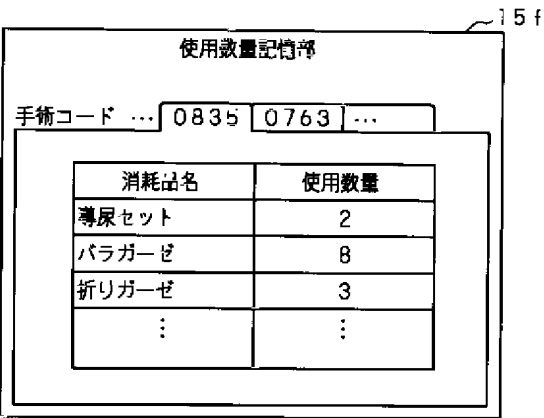 15f
使用数量記憶部
手術コード … 0835 0763 …
消耗品名 使用数量
導尿セット 2
バラガーゼ 8
折りガーゼ 3
⋮ ⋮